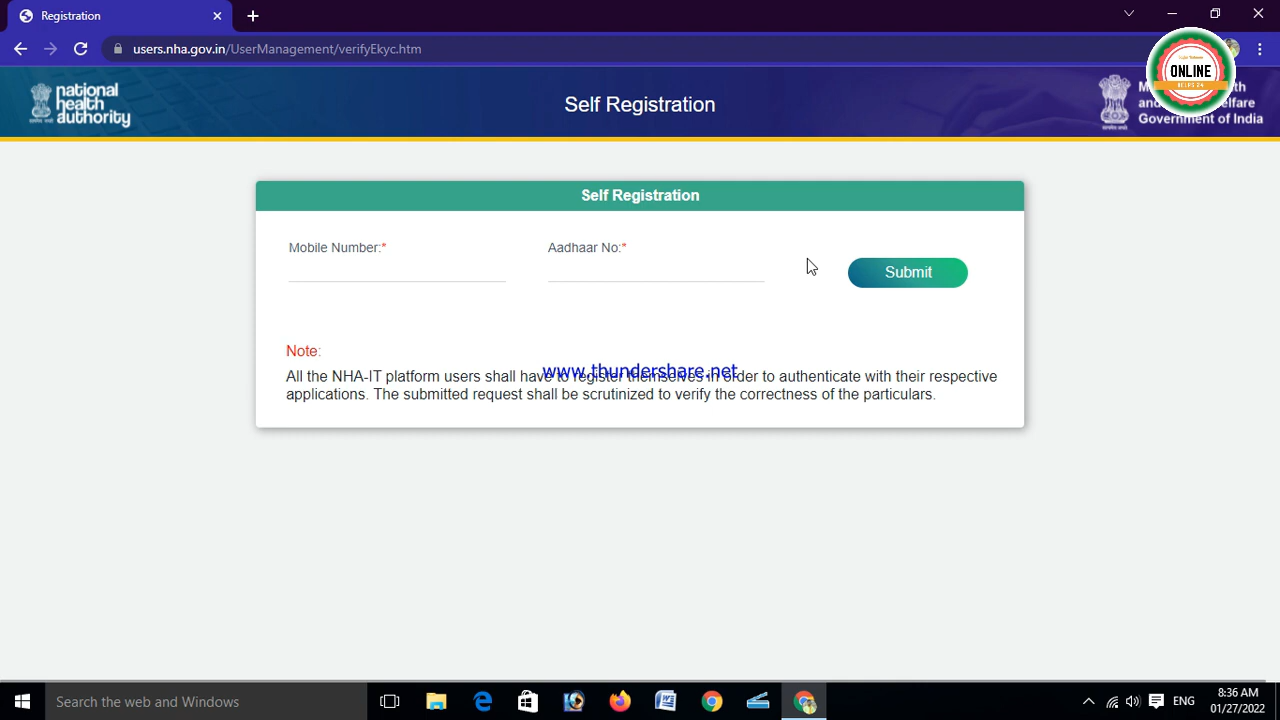 Registration
users.nha.gov.in/UserManagement/verifyEkyc.htm
national
health
authority
Self Registration
ONLINE
HELPS 24
Government of India
Self Registration
Mobile Number:*
Aadhaar No:*
Submit
Note:
www.thundershare.net
All the NHA-IT platform users shall have to register themselves in order to authenticate with their respective
applications. The submitted request shall be scrutinized to verify the correctness of the particulars.
Search the web and Windows
ENG
8:36 AM
01/27/2022